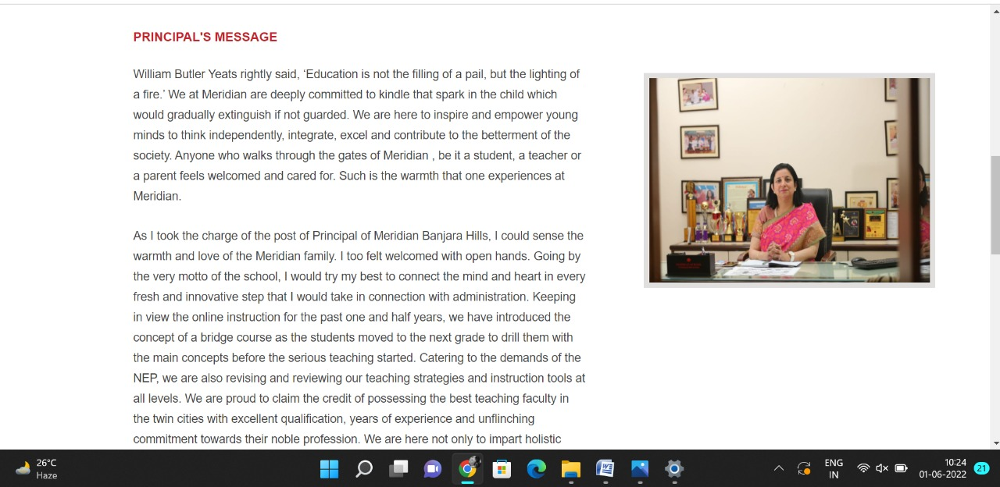 PRINCIPAL'S MESSAGE
William Butler Yeats rightly said, ‘Education is not the filling of a pail, but the lighting of
a fire.’ We at Meridian are deeply committed to kindle that spark in the child which
would gradually extinguish if not guarded. We are here to inspire and empower young
minds to think independently, integrate, excel and contribute to the betterment of the
society. Anyone who walks through the gates of Meridian , be it a student, a teacher or
a parent feels welcomed and cared for. Such is the warmth that one experiences at
Meridian.
As I took the charge of the post of Principal of Meridian Banjara Hills, I could sense the
warmth and love of the Meridian family. I too felt welcomed with open hands. Going by
the very motto of the school, I would try my best to connect the mind and heart in every
fresh and innovative step that I would take in connection with administration. Keeping
in view the online instruction for the past one and half years, we have introduced the
concept of a bridge course as the students moved to the next grade to drill them with
the main concepts before the serious teaching started. Catering to the demands of the
NEP, we are also revising and reviewing our teaching strategies and instruction tools at
all levels. We are proud to claim the credit of possessing the best teaching faculty in
the twin cities with excellent qualification, years of experience and unflinching
commitment towards their noble profession. We are here not only to impart holistic
26°C
Haze
ENG
IN
10:24
01-06-2022
21